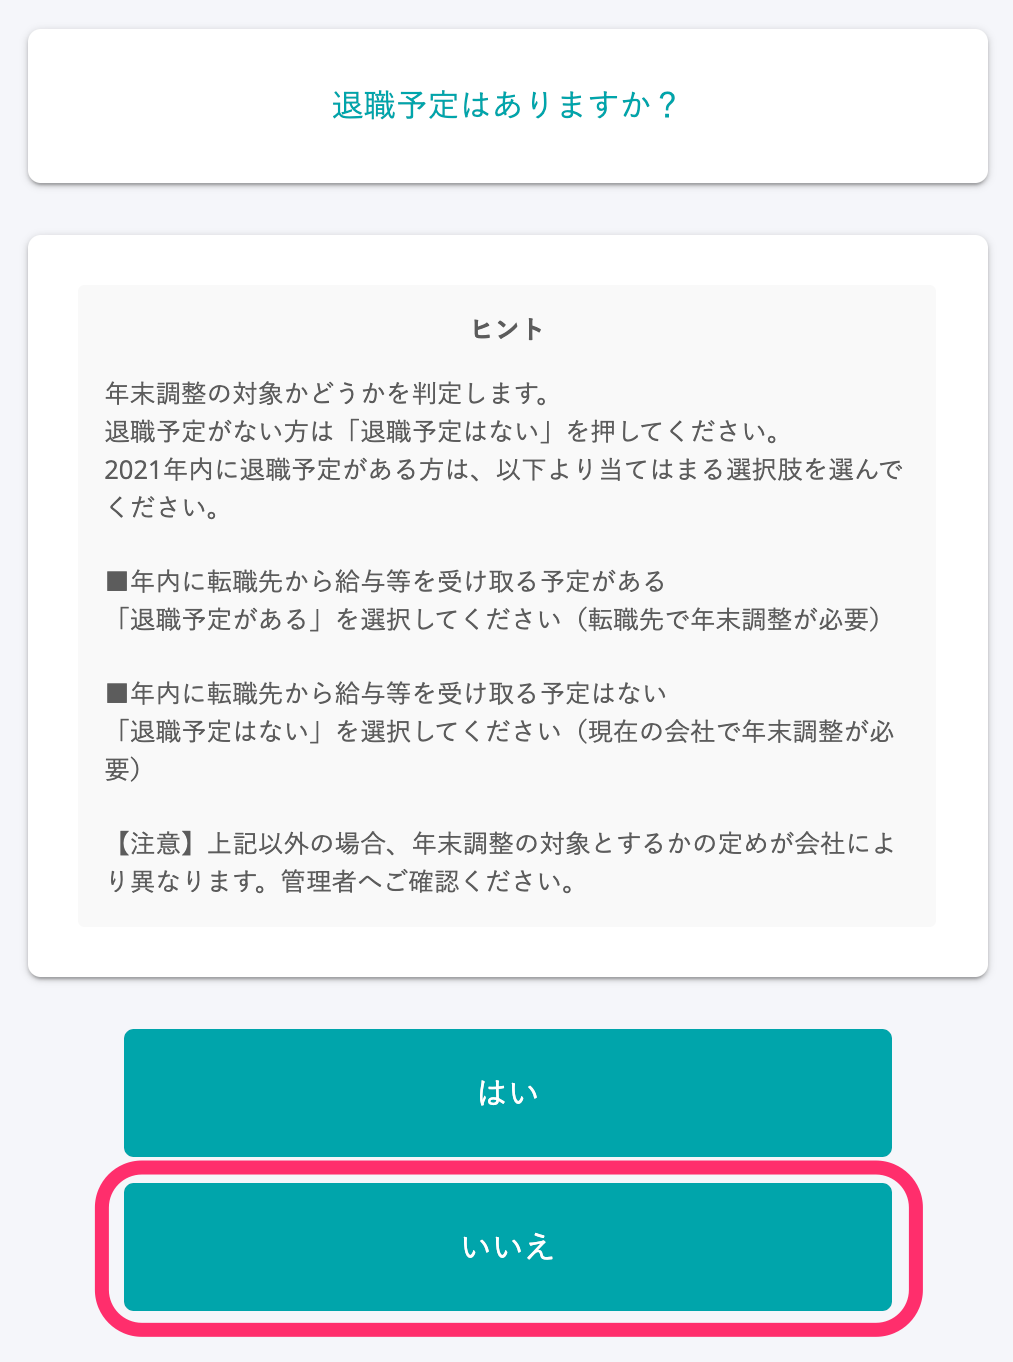 退職予定はありますか？
ヒント
年末調整の対象かどうかを判定します。
退職予定がない方は「退職予定はない」を押してください。
2021年内に退職予定がある方は、以下より当てはまる選択肢を選んで
ください。
■年内に転職先から給与等を受け取る予定がある
「退職予定がある」を選択してください（転職先で年末調整が必要）
■年内に転職先から給与等を受け取る予定はない
「退職予定はない」を選択してください（現在の会社で年末調整が必
要）
【注意】上記以外の場合、年末調整の対象とするかの定めが会社によ
り異なります。管理者へご確認ください。
はい
いいえ